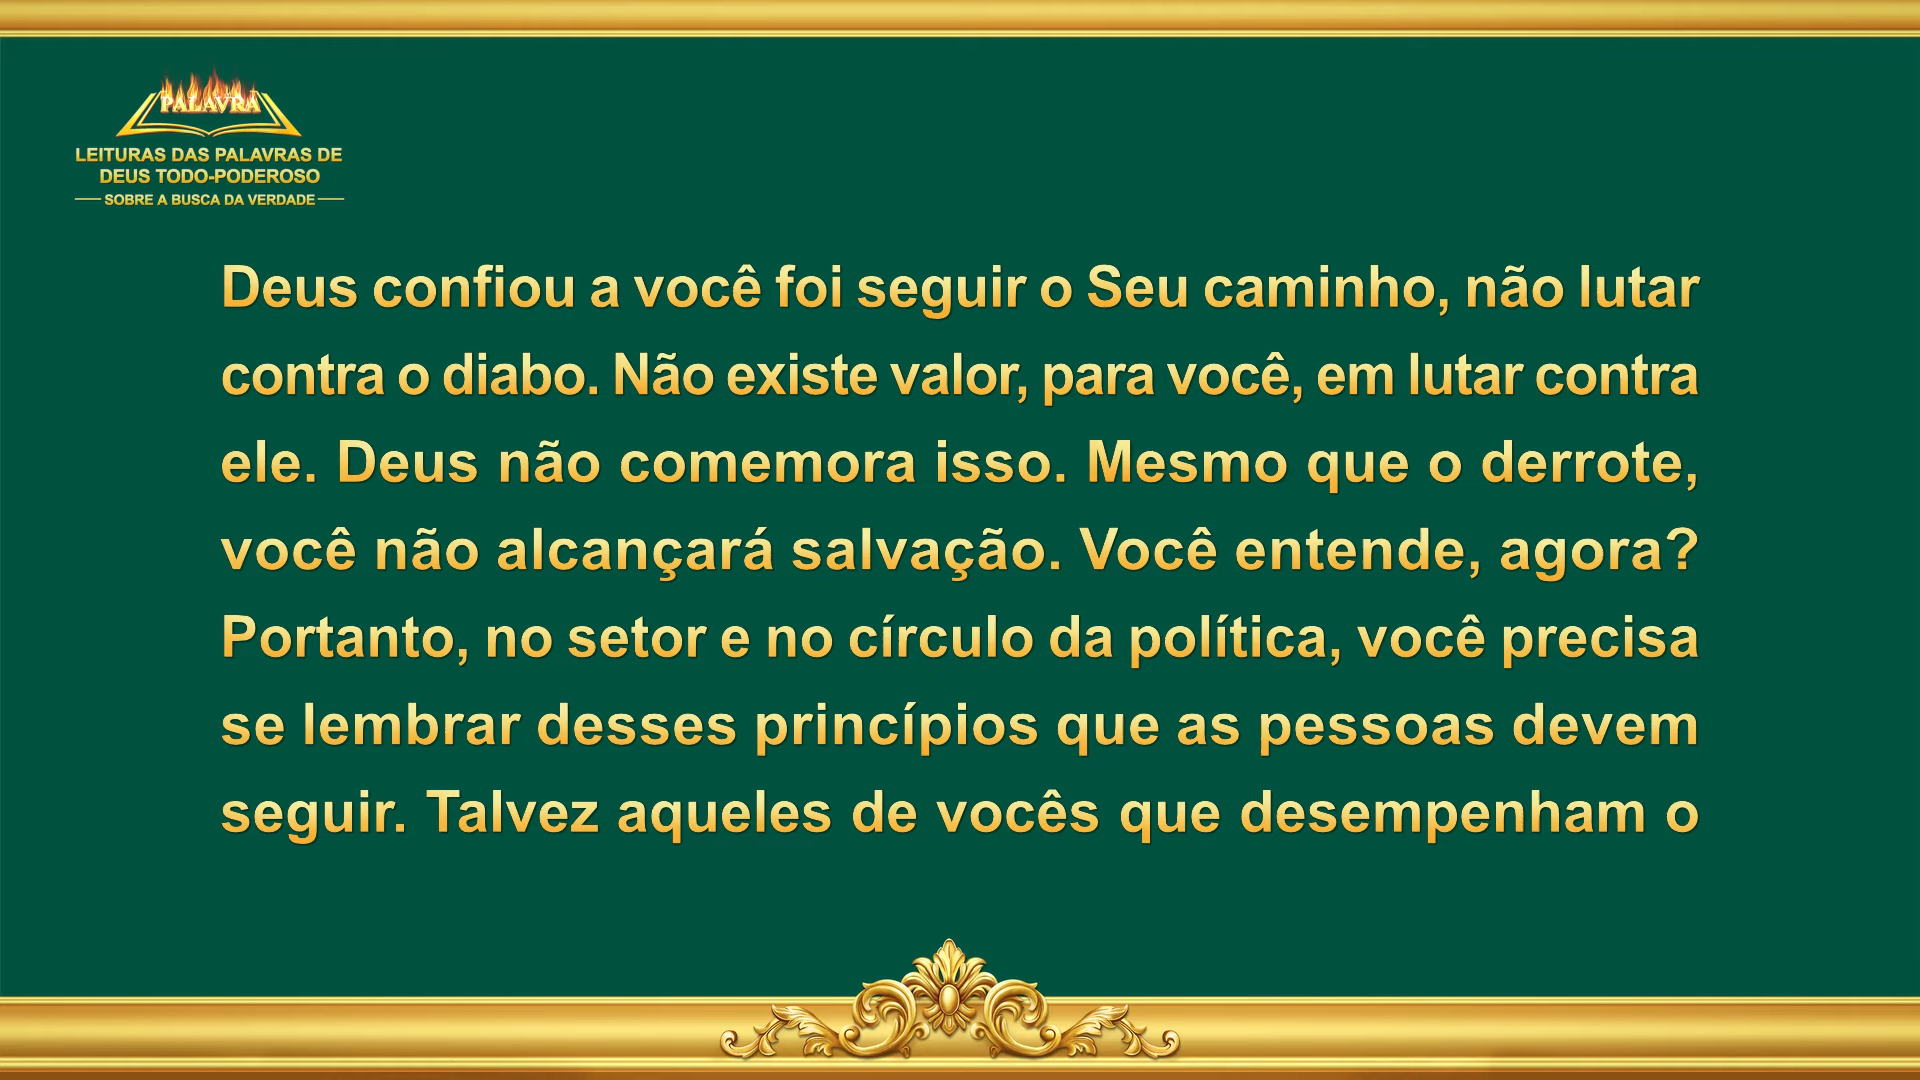 PALAVRA
LEITURAS DAS PALAVRAS DE
DEUS TODO-PODEROSO
SOBRE A BUSCA DA VERDADE
Deus confiou a você foi seguir o Seu caminho, não lutar
contra o diabo. Não existe valor, para você, em lutar contra
ele. Deus não comemora isso. Mesmo que o derrote,
você não alcançará salvação. Você entende, agora?
Portanto, no setor e no círculo da política, você precisa
se lembrar desses princípios que as pessoas devem
seguir. Talvez aqueles de vocês que desempenham o